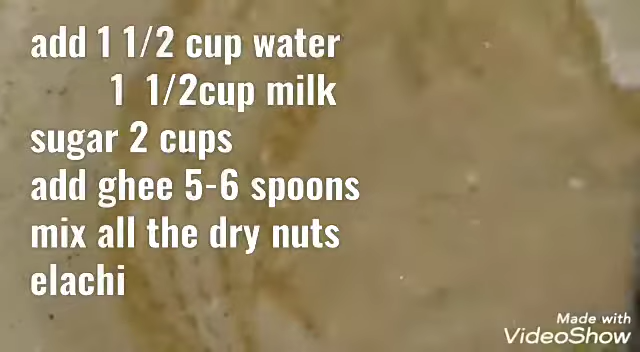 add 1 1/2 cup water
1 1/2cup milk
sugar 2 cups
add ghee 5-6 spoons
mix all the dry nuts
elachi
Made with
VideoShow